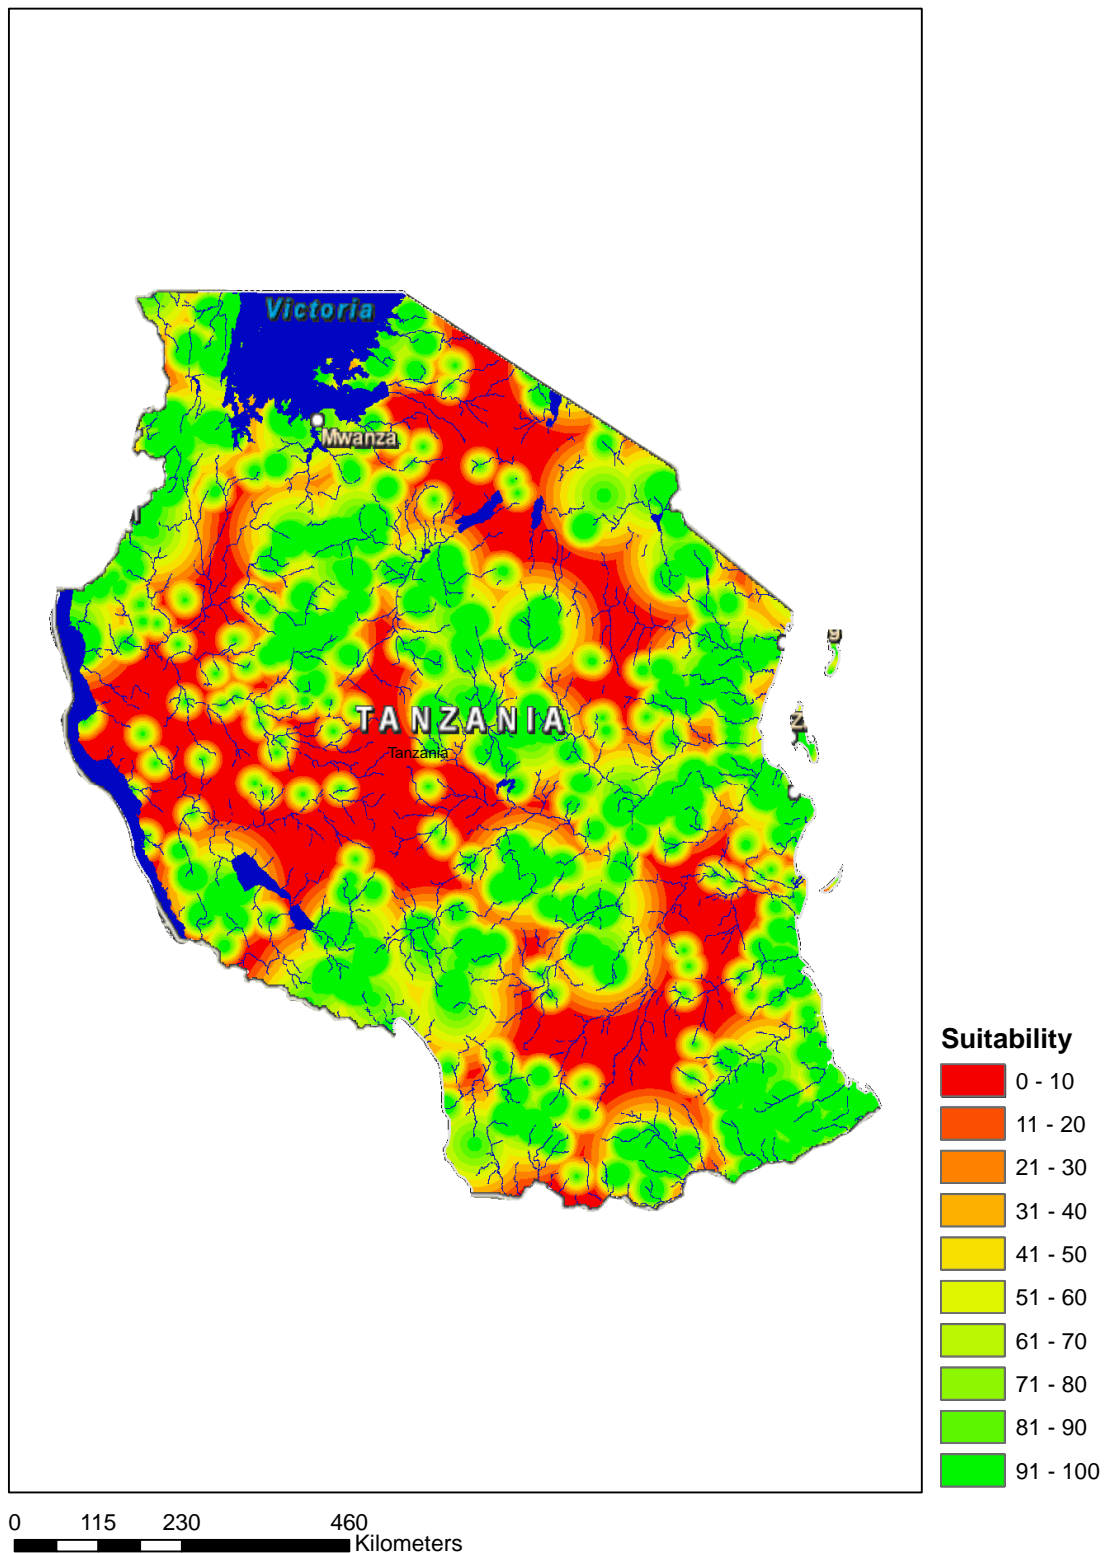 Victoria
Mwanza
TANZANIA
Tanzania
Z
Suitability
0 - 10
11 - 20
21 - 30
31 - 40
41 - 50
51 - 60
61 - 70
71 - 80
81 - 90
91 - 100
0 115 230 460
Kilometers